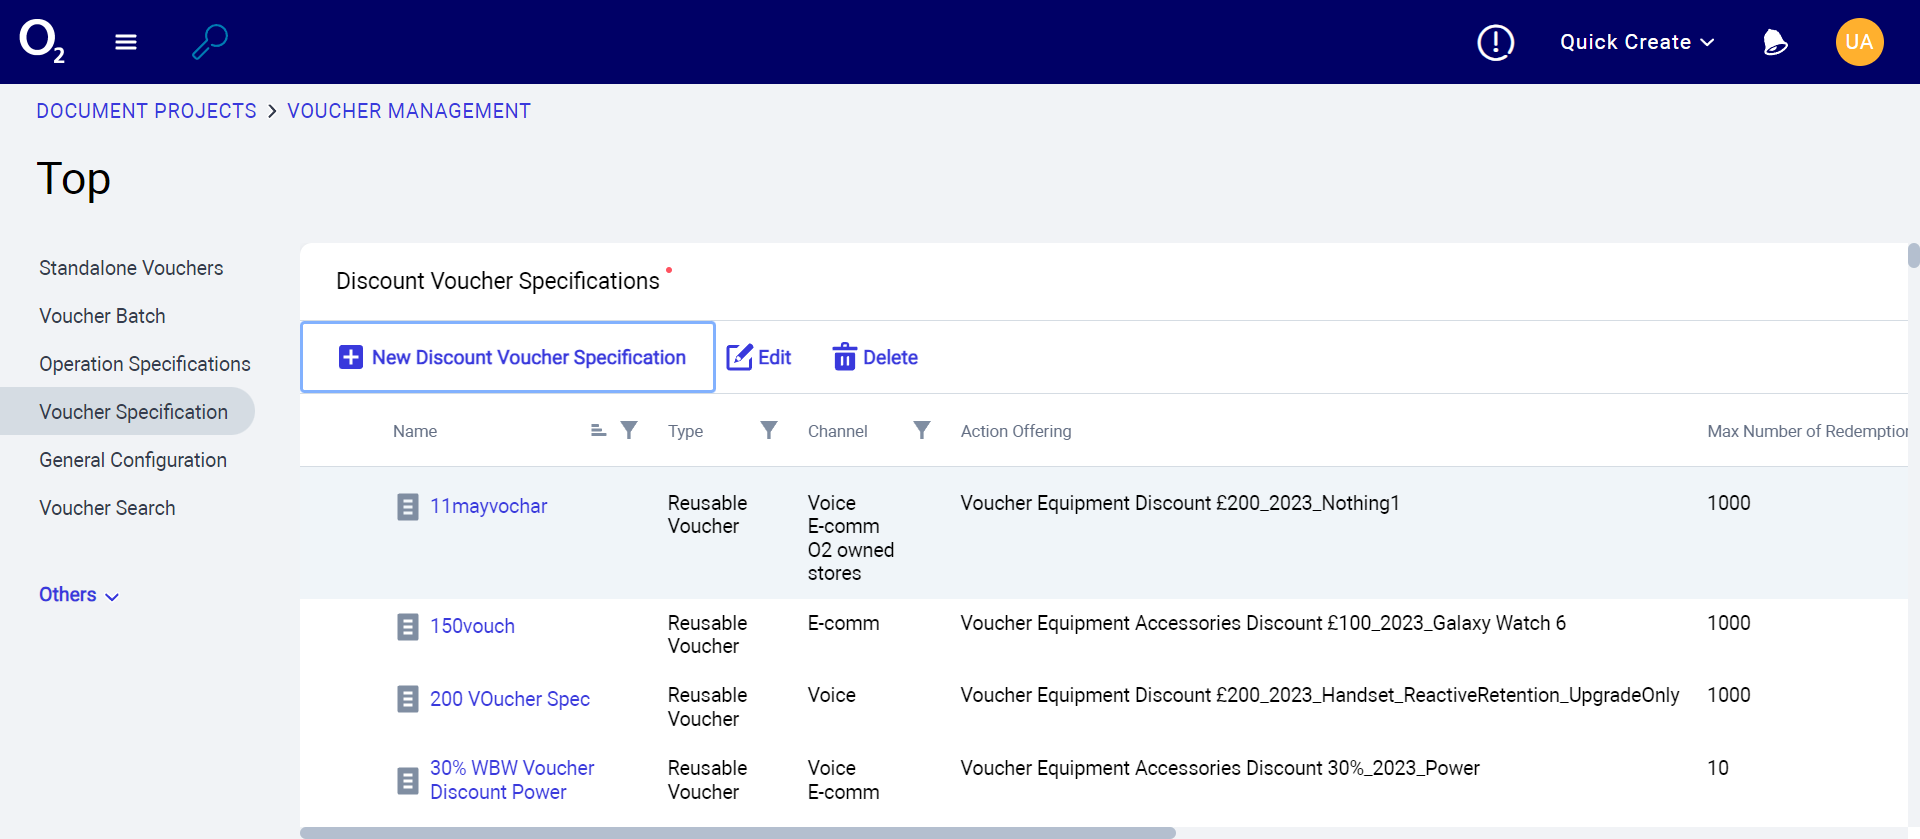 O2
Quick Create
UA
DOCUMENT PROJECTS > VOUCHER MANAGEMENT
Top
Standalone Vouchers
Voucher Batch
Operation Specifications
Voucher Specification
General Configuration
Voucher Search
Others
Discount Voucher Specifications
New Discount Voucher Specification Edit Delete
Name Type Channel Action Offering Max Number of Redemption
11mayvochar Reusable Voucher Voice Voucher Equipment Discount £200_2023_Nothing1 1000
E-comm
O2 owned
stores
150vouch Reusable E-comm Voucher Equipment Accessories Discount £100_2023_Galaxy Watch 6 1000
Voucher
200 VOucher Spec Reusable Voice Voucher Equipment Discount £200_2023_Handset_ReactiveRetention_UpgradeOnly 1000
Voucher
30% WBW Voucher Reusable Voice Voucher Equipment Accessories Discount 30%_2023_Power 10
Discount Power Voucher E-comm